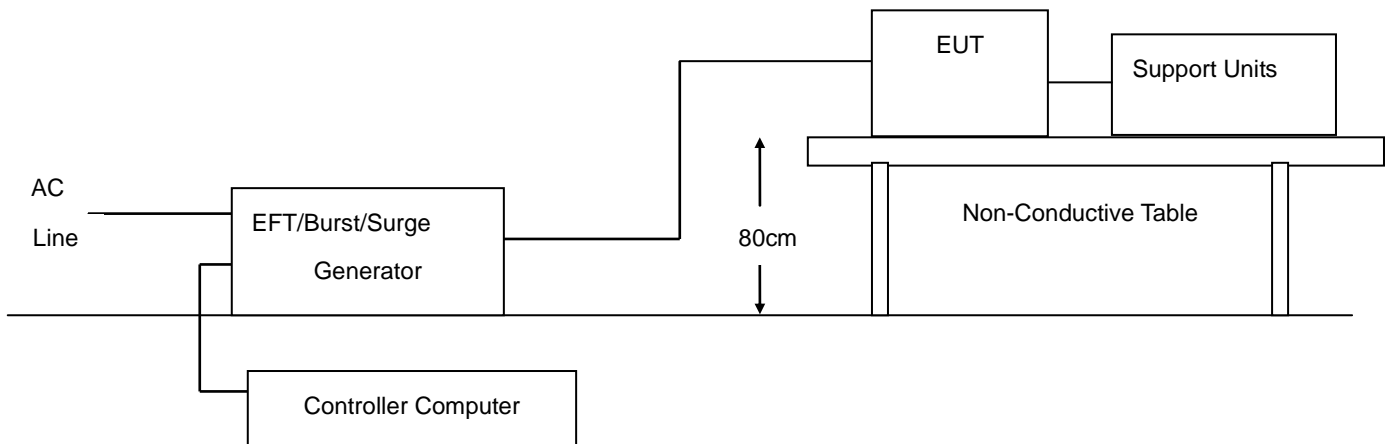 EUT
Support Units
AC
Line
EFT/Burst/Surge
Generator
80cm
Non-Conductive Table
Controller Computer